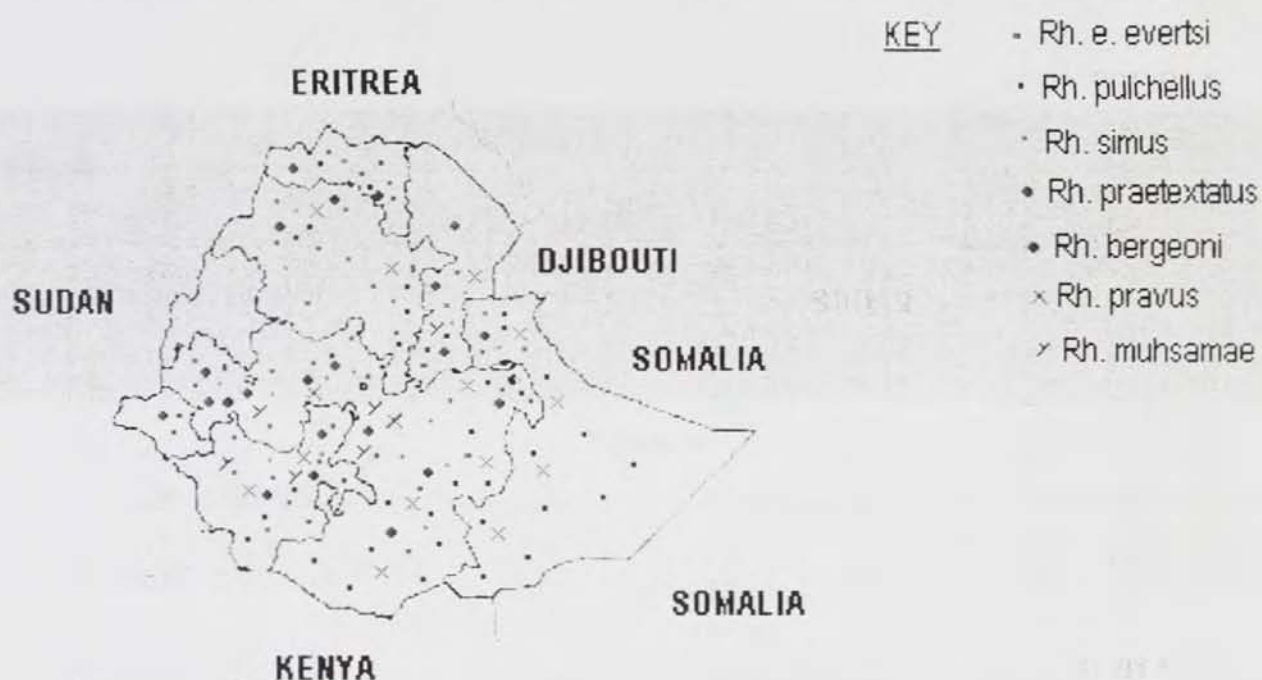 KEY
Rh. e. evertsi
Rh. pulchellus
Rh. simus
Rh. praetextatus
Rh. bergeoni
Rh. pravus
Rh. muhsamae
ERITREA
DJIBOUTI
SUDAN
SOMALIA
SOMALIA
KENYA